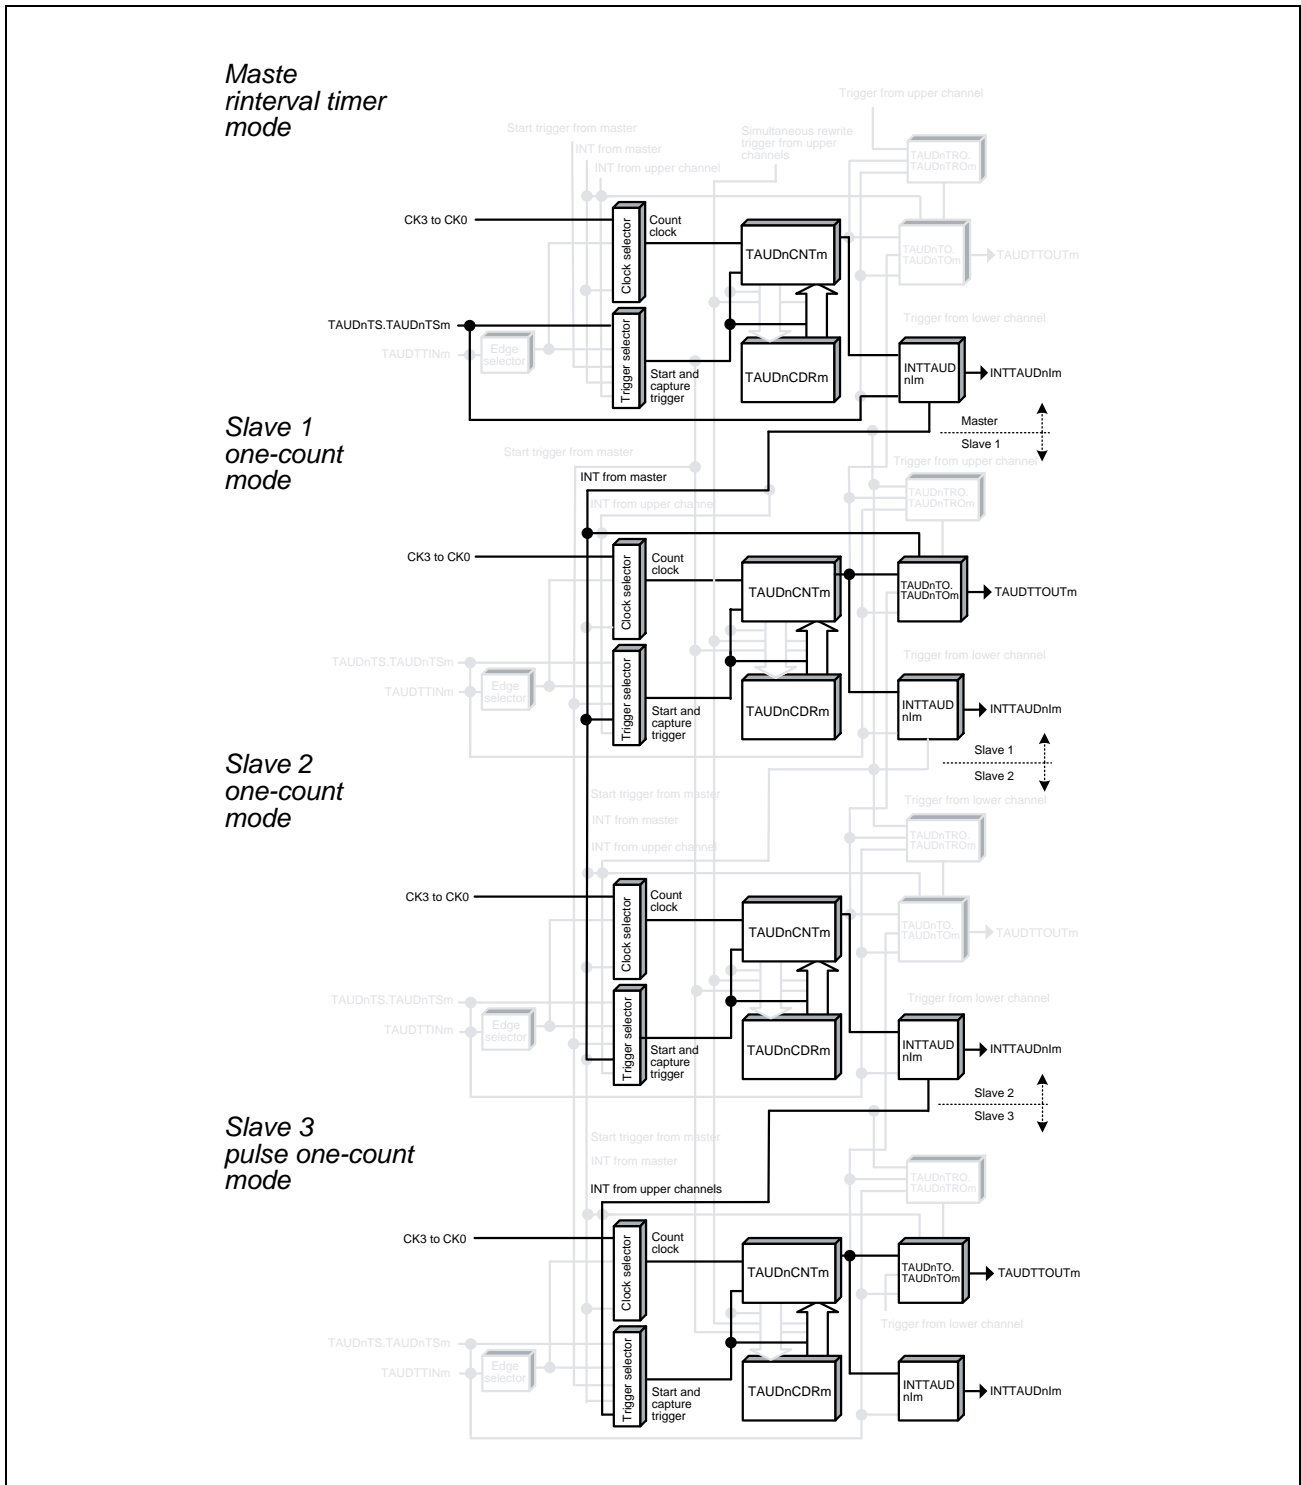 Maste
rinterval timer
mode
Trigger from upper channel
Start trigger from master
INT from master
INT from upper channel
Simultaneous rewrite
trigger from upper
channels
TAUDnTRO.
TAUDnTROm
CK3 to CK0
Clock selector
Count
clock
TAUDnCNTm
TAUDnTO.
TAUDnTOm
TAUDTTOUTm
TAUDnTS.TAUDnTSm
TAUDTTINm
Edge
selector
Trigger selector
Start and
capture
trigger
TAUDnCDRm
Trigger from lower channel
INTTAUD
nIm
INTTAUDnIm
Master
Slave 1
Slave 1
one-count
mode
Start trigger from master
INT from master
INT from upper channel
Trigger from upper channel
TAUDnTRO.
TAUDnTROm
CK3 to CK0
Clock selector
Count
clock
TAUDnCNTm
TAUDnTO.
TAUDnTOm
TAUDTTOUTm
TAUDnTS.TAUDnTSm
TAUDTTINm
Edge
selector
Trigger selector
Start and
capture
trigger
TAUDnCDRm
Trigger from lower channel
INTTAUD
nIm
INTTAUDnIm
Slave 1
Slave 2
Slave 2
one-count
mode
Start trigger from master
INT from master
INT from upper channel
Trigger from lower channel
TAUDnTRO.
TAUDnTROm
CK3 to CK0
Clock selector
Count
clock
TAUDnCNTm
TAUDnTO.
TAUDnTOm
TAUDTTOUTm
TAUDnTS.TAUDnTSm
TAUDTTINm
Edge
selector
Trigger selector
Start and
capture
trigger
TAUDnCDRm
Trigger from lower channel
INTTAUD
nIm
INTTAUDnIm
Slave 2
Slave 3
Slave 3
pulse one-count
mode
Start trigger from master
INT from master
INT from upper channels
TAUDnTRO.
TAUDnTROm
CK3 to CK0
Clock selector
Count
clock
TAUDnCNTm
TAUDnTO.
TAUDnTOm
TAUDTTOUTm
TAUDnTS.TAUDnTSm
TAUDTTINm
Edge
selector
Trigger selector
Start and
capture
trigger
TAUDnCDRm
Trigger from lower channel
INTTAUD
nIm
INTTAUDnIm